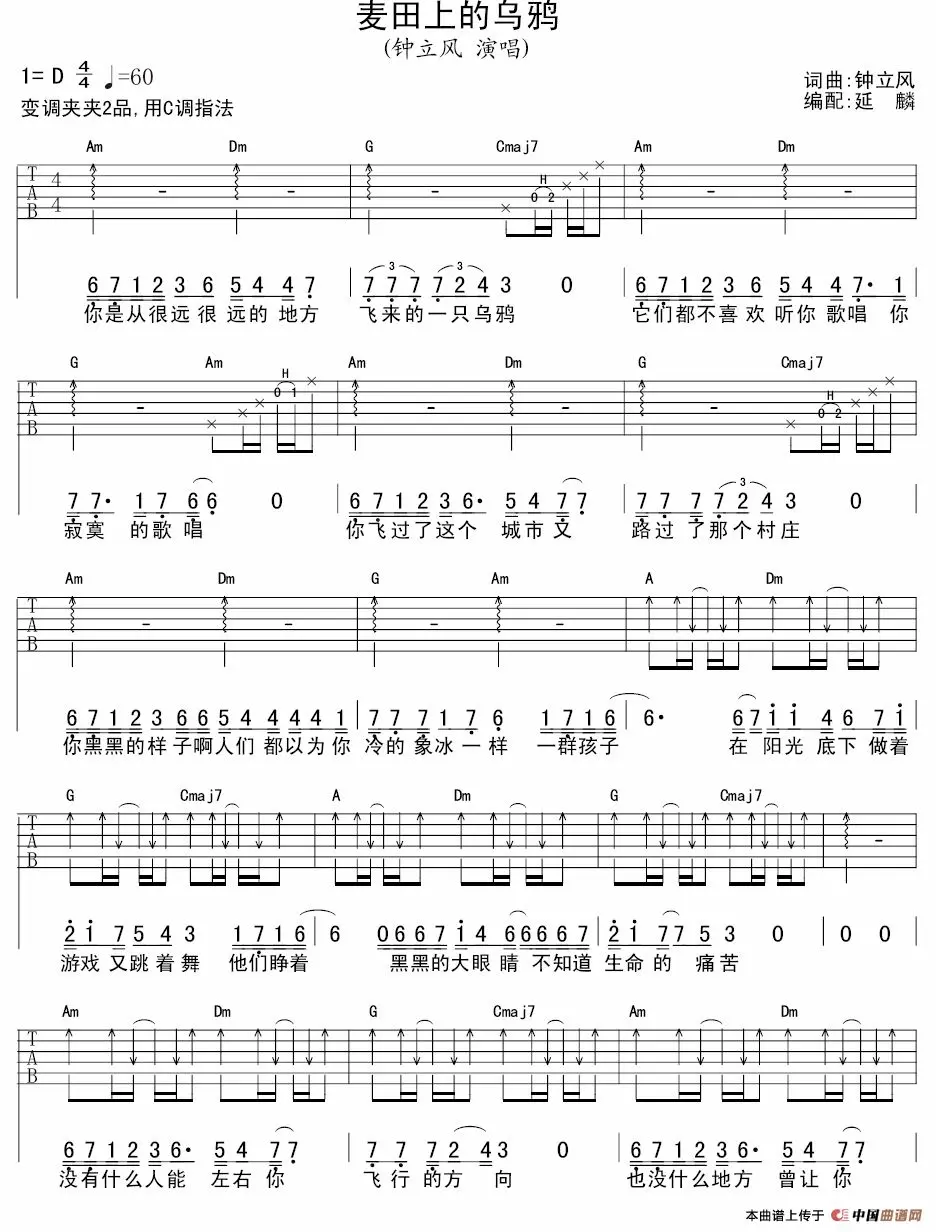 麦田上的乌鸦
(钟立风 演唱)
1= D 4/4 ♩=60
词曲:钟立风
变调夹夹2品,用C调指法
编配:延 麟
Am Dm G Cmaj7 Am Dm
T A B 4 4 H 0 2
6 7 1 2 3 6 5 4 4 7 7 7 7 7 2 4 3 0 6 7 1 2 3 6 5 4 4 7· 1
你是从很远很远的 地方 飞来的一只乌鸦 它们都不喜欢 听你 歌唱 你
G Am Am Dm G Cmaj7
T A B H 0 1 H 0 2
7 7· 1 7 6 6 0 6 7 1 2 3 6· 5 4 7 7 7 7 7 7 2 4 3 0
寂寞 的歌 唱 你飞过了这个 城市又 路过 了那个村庄
Am Dm G Am A Dm
T A B
6 7 1 2 3 6 6 5 4 4 4 4 1 7 7 7 1 7 6 1 7 1 6 6· 6 7 i i 4 6 7 i
你黑黑的样子啊人们 都以为你 冷的 象冰一样 一群孩子 在 阳光 底下 做着
G Cmaj7 A Dm G Cmaj7
T A B
2 i 7 5 4 3 1 7 1 6 6 0 6 6 7 i 4 6 6 6 6 7 2 i 7 7 5 3 0 0 0
游戏 又跳着舞 他们睁着 黑黑的大眼睛 不知道 生命的 痛苦
Am Dm G Cmaj7 Am Dm
T A B
6 7 1 2 3 6· 5 4 7 7 7 7 7 2 4 3 0 6 7 1 2 3 6· 5 4 7 7
没有什么人能 左右你 飞行的方 向 也没什么地方 曾让你
本曲谱上传于 中国曲谱网